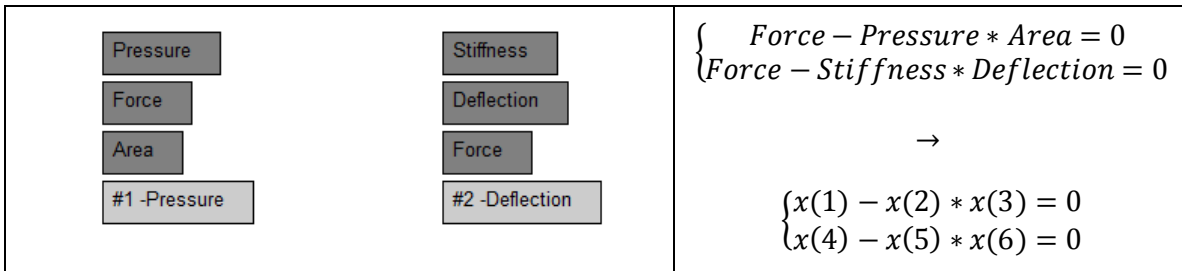 Pressure
Force
Area
#1 -Pressure
Stiffness
Deflection
Force
#2 -Deflection
Force − Pressure ∗ Area = 0
Force − Stiffness ∗ Deflection = 0
→
x(1) − x(2) ∗ x(3) = 0
x(4) − x(5) ∗ x(6) = 0